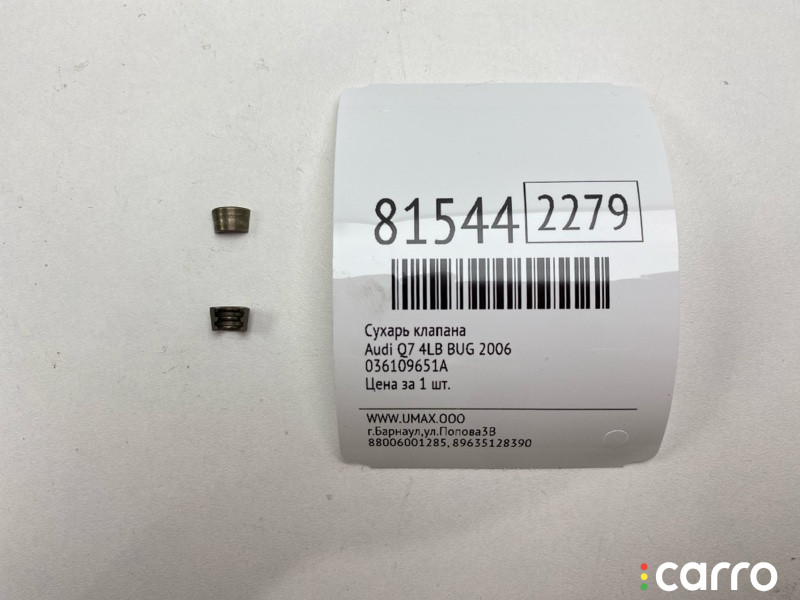 81544 2279
Сухарь клапана
Audi Q7 4LB BUG 2006
036109651A
Цена за 1 шт.
WWW.UMAX.OOO
г.Барнаул,ул.Попова3В
88006001285, 89635128390
carro